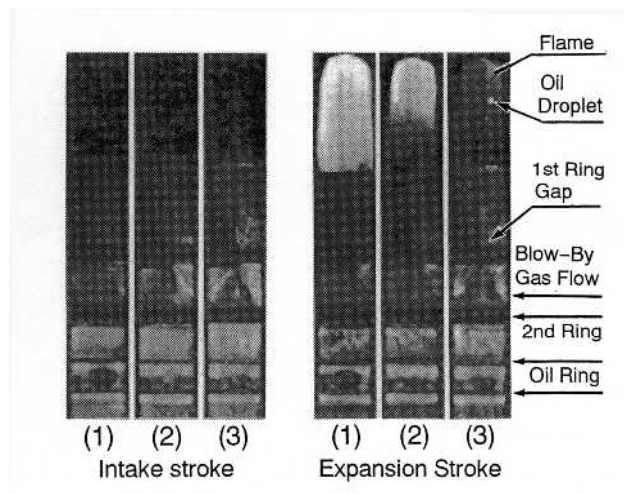 Flame
Oil
Droplet
1st Ring
Gap
Blow-By
Gas Flow
2nd Ring
Oil Ring
(1) (2) (3)
Intake stroke
(1) (2) (3)
Expansion Stroke